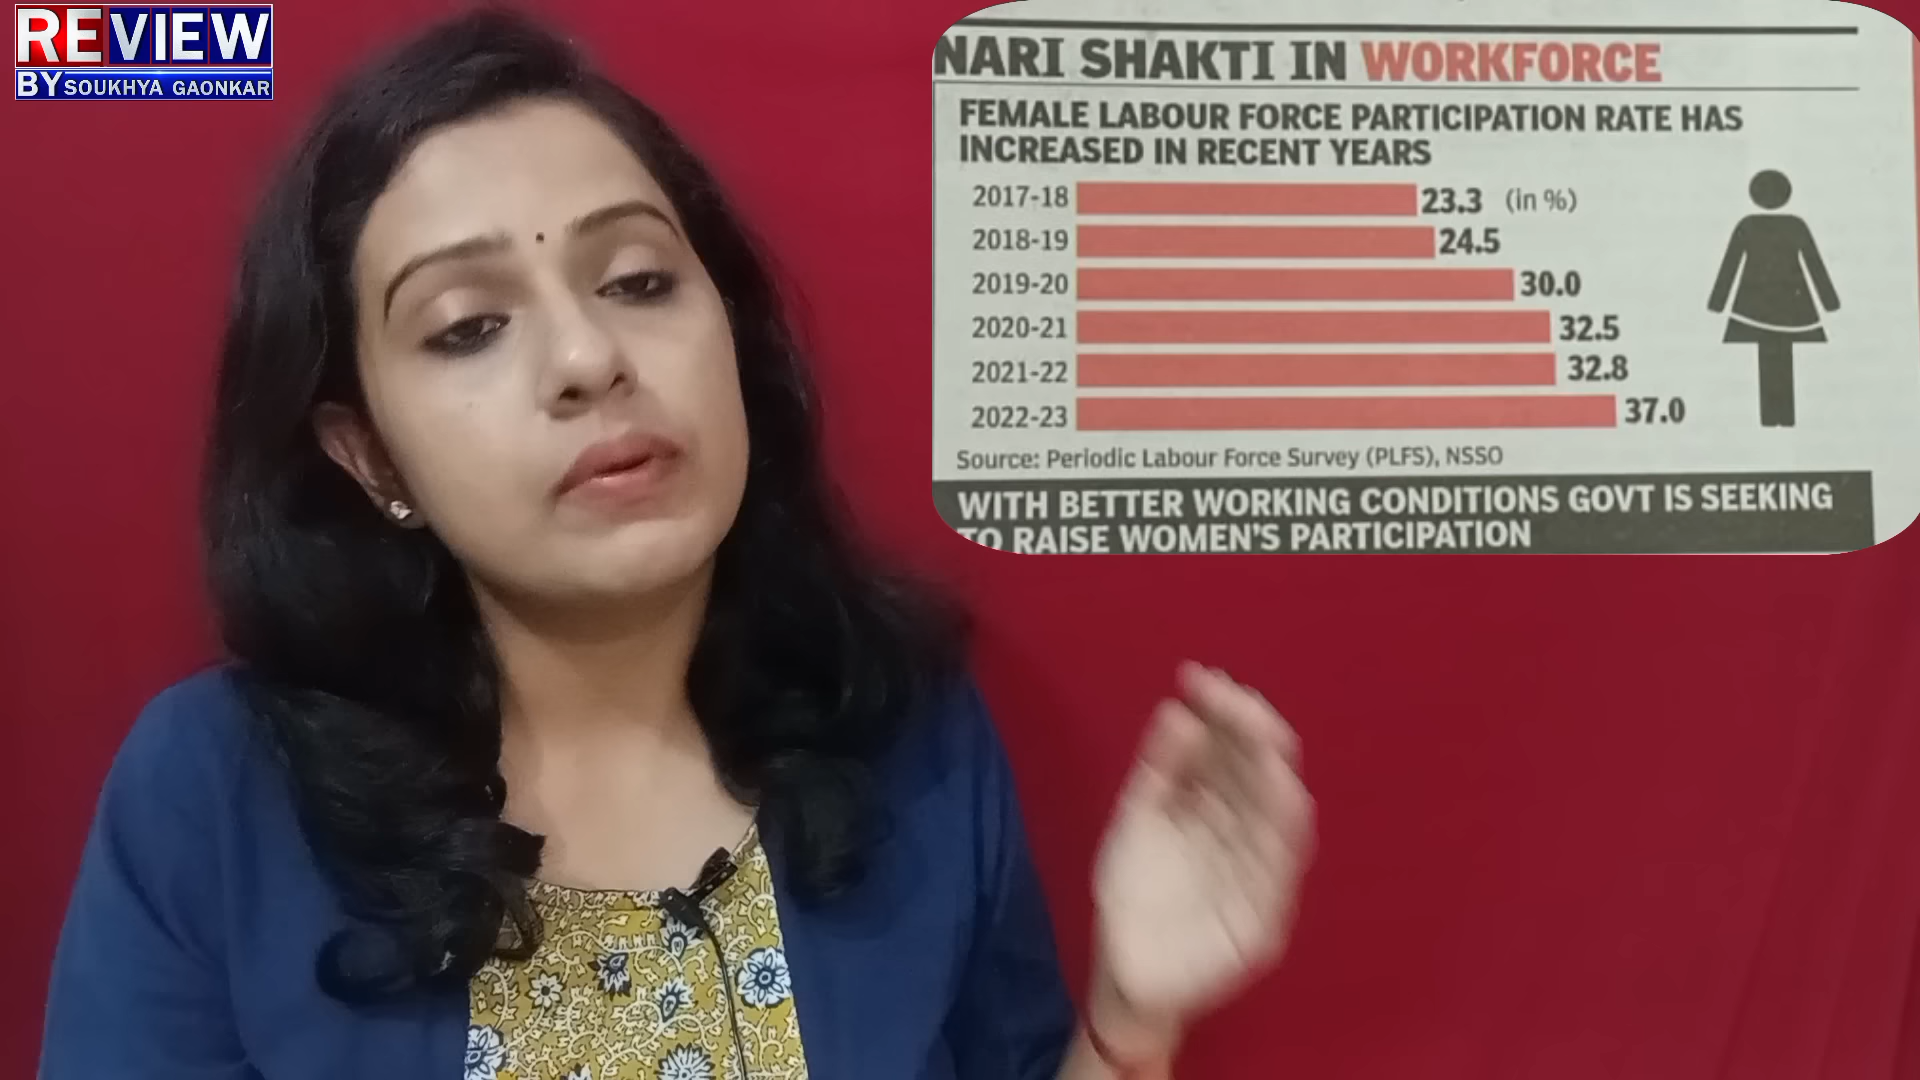 REVIEW
BY SOUKHYA GAONKAR
NARI SHAKTI IN WORKFORCE
FEMALE LABOUR FORCE PARTICIPATION RATE HAS
INCREASED IN RECENT YEARS
2017-18 23.3 (in %)
2018-19 24.5
2019-20 30.0
2020-21 32.5
2021-22 32.8
2022-23 37.0
Source: Periodic Labour Force Survey (PLFS), NSSO
WITH BETTER WORKING CONDITIONS GOVT IS SEEKING
TO RAISE WOMEN'S PARTICIPATION